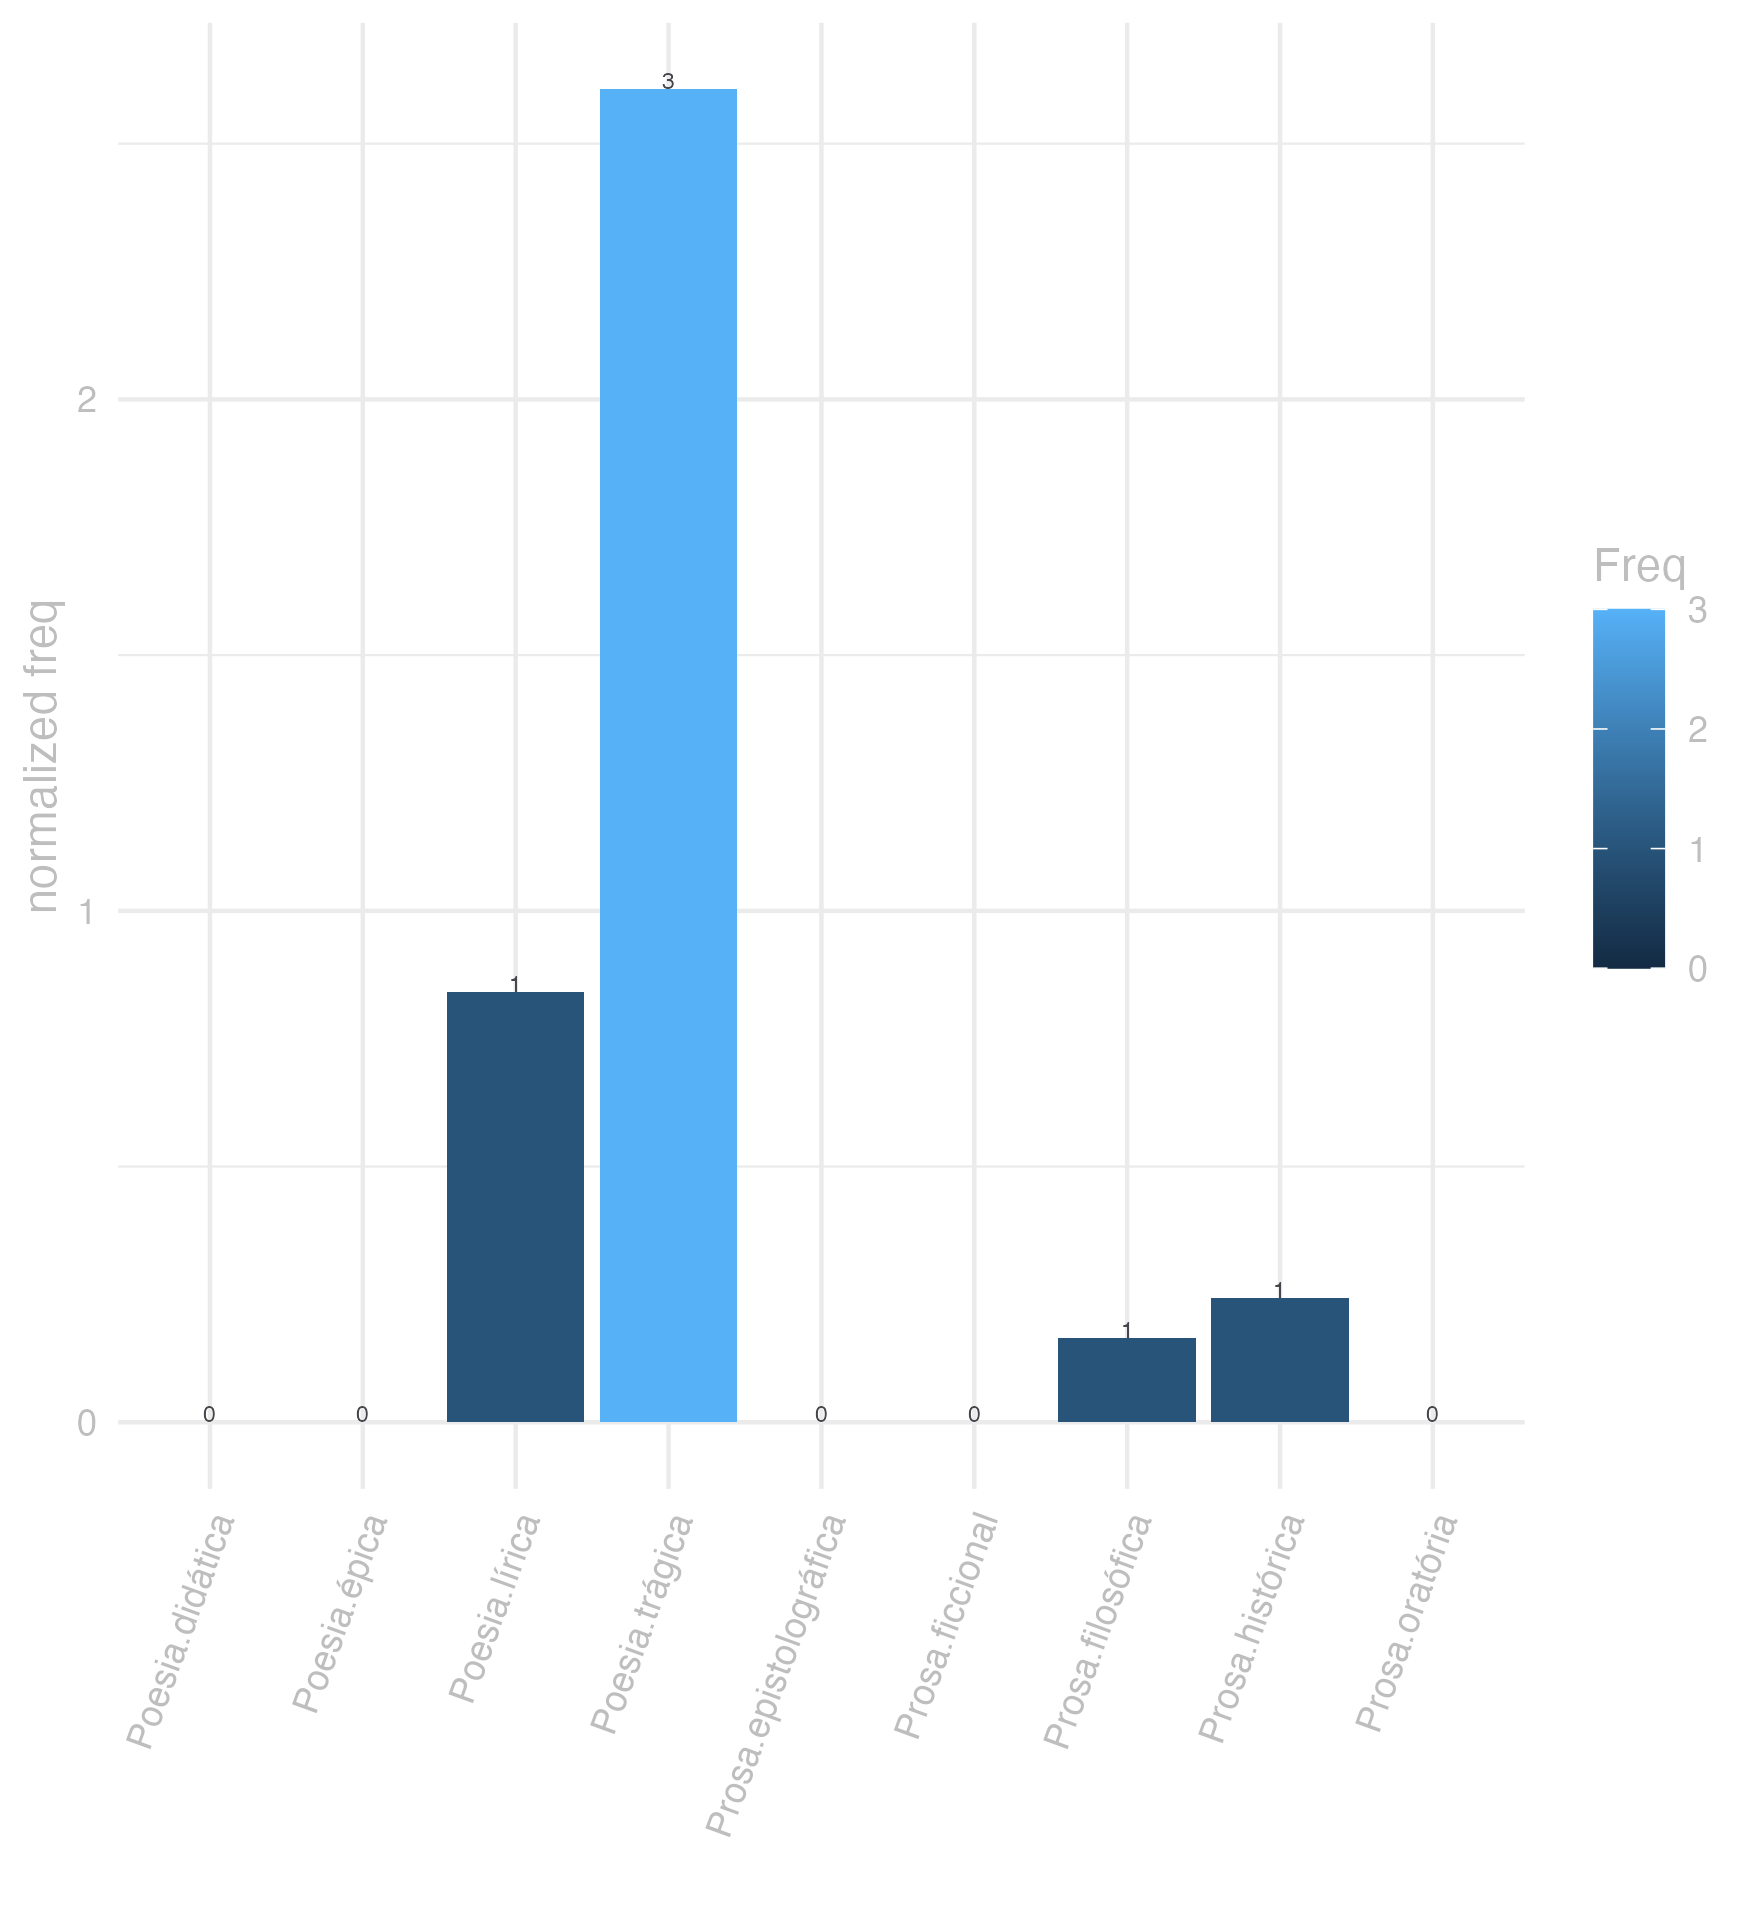 3
2
1
0
normalized freq
1
1
1
0
0
0
0
0
Poesia.didática
Poesia.épica
Poesia.lírica
Poesia.trágica
Prosa.epistolográfica
Prosa.ficcional
Prosa.filosófica
Prosa.histórica
Prosa.oratória
Freq
3
2
1
0